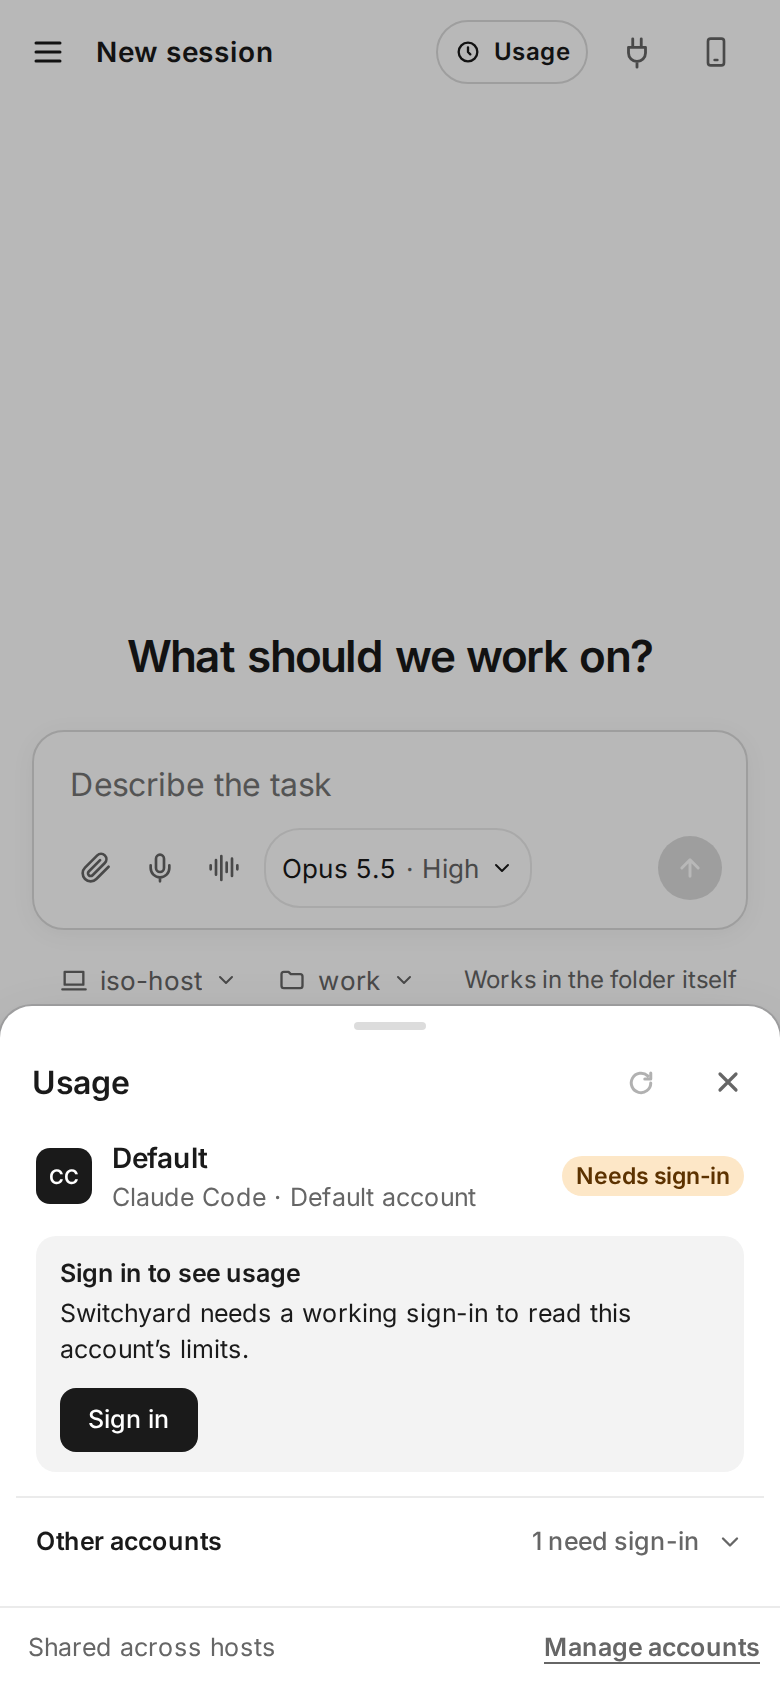 New session
Usage
What should we work on?
Describe the task
Opus 5.5 · High
iso-host
work
Works in the folder itself
Usage
CC
Default
Claude Code · Default account
Needs sign-in
Sign in to see usage
Switchyard needs a working sign-in to read this
account’s limits.
Sign in
Other accounts
1 need sign-in
Shared across hosts
Manage accounts